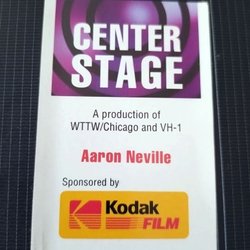 CENTER
STAGE
A production of
WTTW/Chicago and VH-1
Aaron Neville
Sponsored by
Kodak
FILM